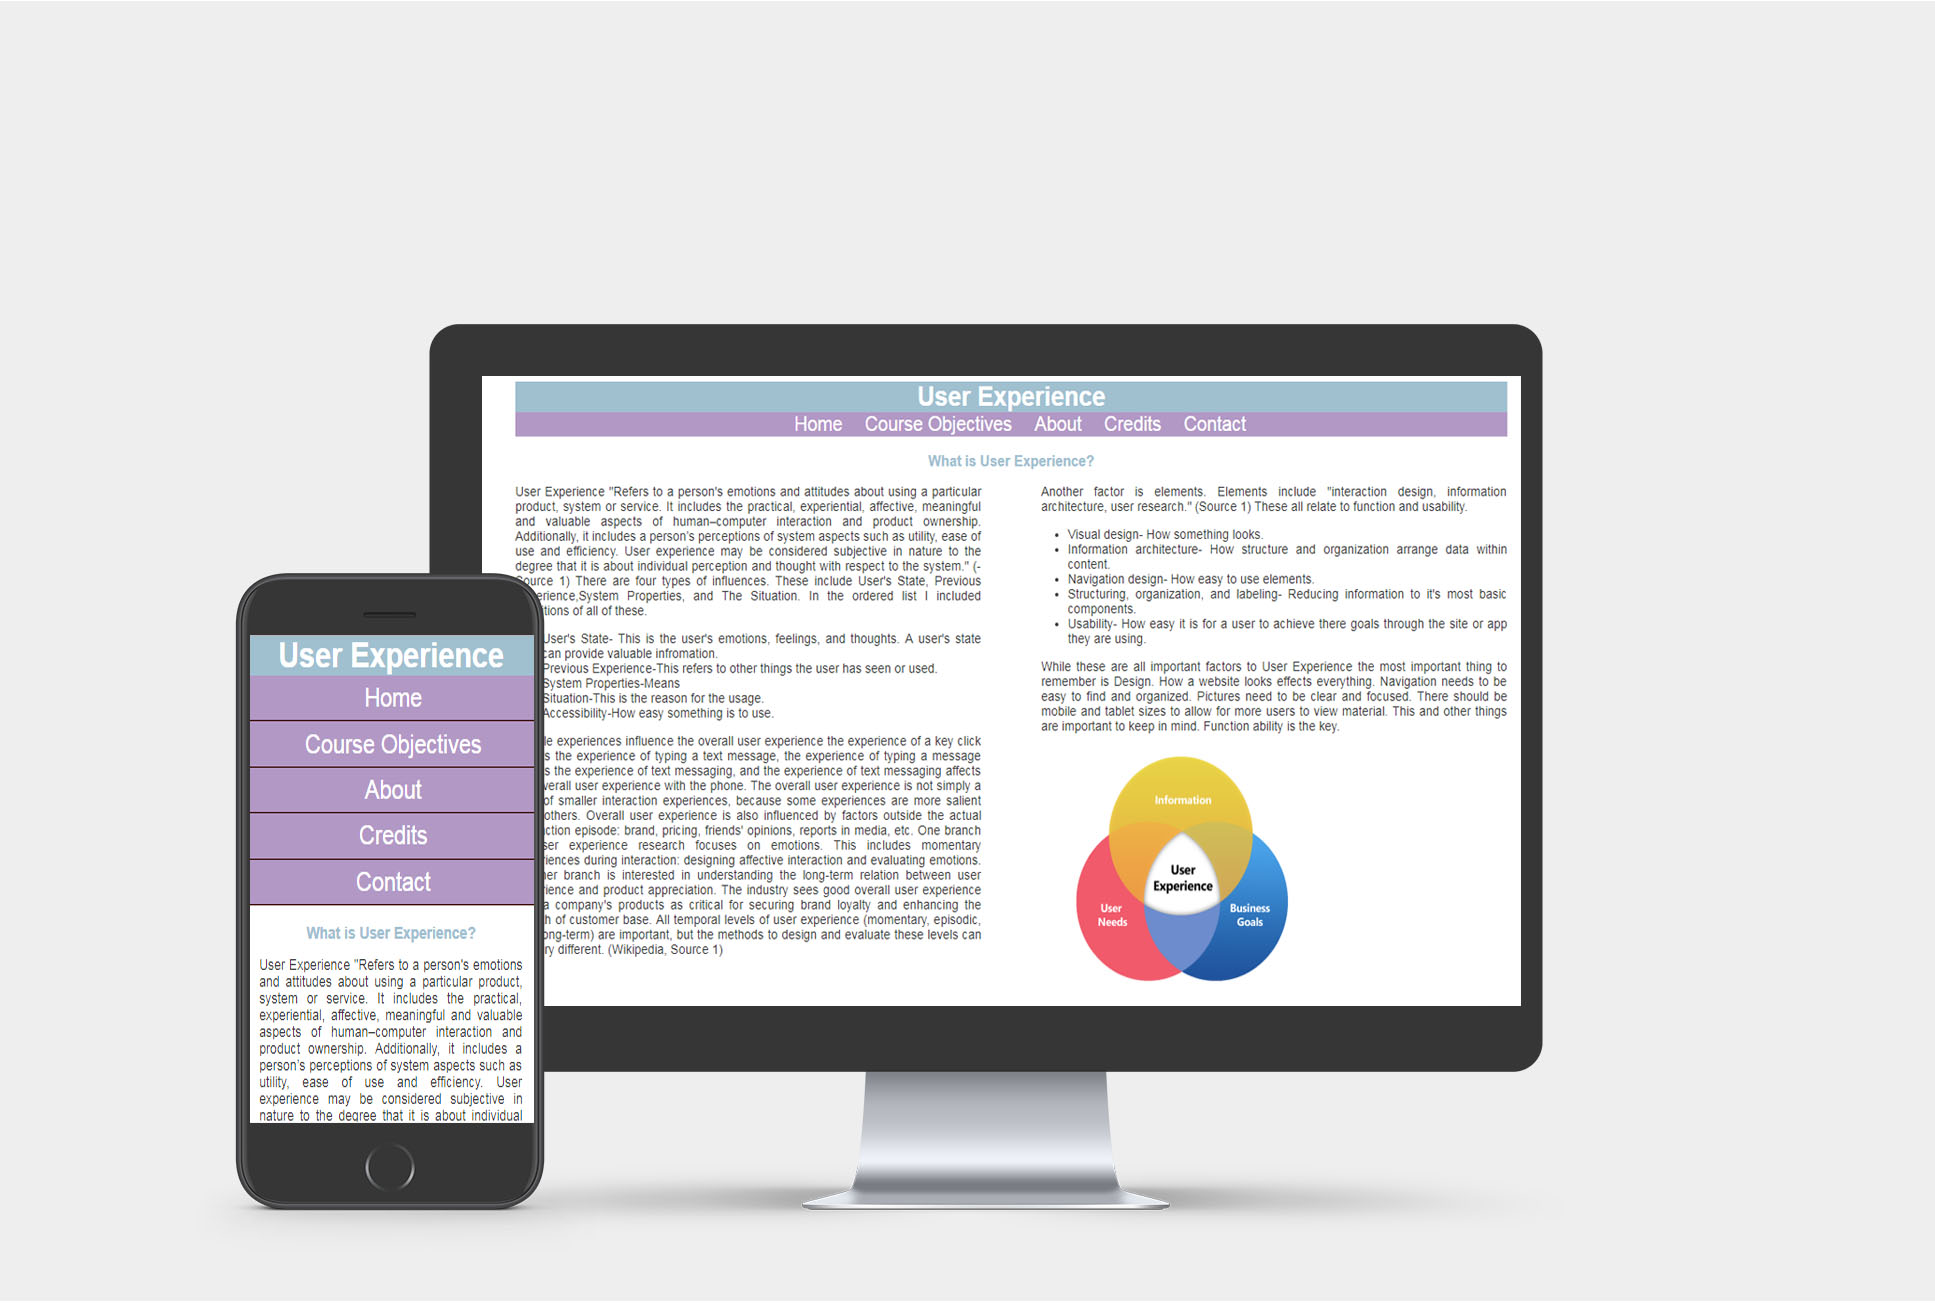 User Experience
Home Course Objectives About Credits Contact
What is User Experience?
User Experience "Refers to a person's emotions and attitudes about using a particular
product, system or service. It includes the practical, experiential, affective, meaningful
and valuable aspects of human–computer interaction and product ownership.
Additionally, it includes a person's perceptions of system aspects such as utility, ease of
use and efficiency. User experience may be considered subjective in nature to the
degree that it is about individual perception and thought with respect to the system." (-
Source 1) There are four types of influences. These include User's State, Previous
erience,System Properties, and The Situation. In the ordered list I included
tions of all of these.
User's State- This is the user's emotions, feelings, and thoughts. A user's state
can provide valuable infromation.
Previous Experience-This refers to other things the user has seen or used.
System Properties-Means
Situation-This is the reason for the usage.
Accessibility-How easy something is to use.
le experiences influence the overall user experience the experience of a key click
s the experience of typing a text message, the experience of typing a message
s the experience of text messaging, and the experience of text messaging affects
verall user experience with the phone. The overall user experience is not simply a
of smaller interaction experiences, because some experiences are more salient
others. Overall user experience is also influenced by factors outside the actual
ction episode: brand, pricing, friends' opinions, reports in media, etc. One branch
ser experience research focuses on emotions. This includes momentary
riences during interaction: designing affective interaction and evaluating emotions.
her branch is interested in understanding the long-term relation between user
rience and product appreciation. The industry sees good overall user experience
a company's products as critical for securing brand loyalty and enhancing the
h of customer base. All temporal levels of user experience (momentary, episodic,
ong-term) are important, but the methods to design and evaluate these levels can
ry different. (Wikipedia, Source 1)
Another factor is elements. Elements include "interaction design, information
architecture, user research." (Source 1) These all relate to function and usability.
• Visual design- How something looks.
• Information architecture- How structure and organization arrange data within
content.
• Navigation design- How easy to use elements.
• Structuring, organization, and labeling- Reducing information to it's most basic
components.
• Usability- How easy it is for a user to achieve there goals through the site or app
they are using.
While these are all important factors to User Experience the most important thing to
remember is Design. How a website looks effects everything. Navigation needs to be
easy to find and organized. Pictures need to be clear and focused. There should be
mobile and tablet sizes to allow for more users to view material. This and other things
are important to keep in mind. Function ability is the key.
Information
User
Experience
User
Needs
Business
Goals
User Experience
Home
Course Objectives
About
Credits
Contact
What is User Experience?
User Experience "Refers to a person's emotions
and attitudes about using a particular product,
system or service. It includes the practical,
experiential, affective, meaningful and valuable
aspects of human–computer interaction and
product ownership. Additionally, it includes a
person's perceptions of system aspects such as
utility, ease of use and efficiency. User
experience may be considered subjective in
nature to the degree that it is about individual